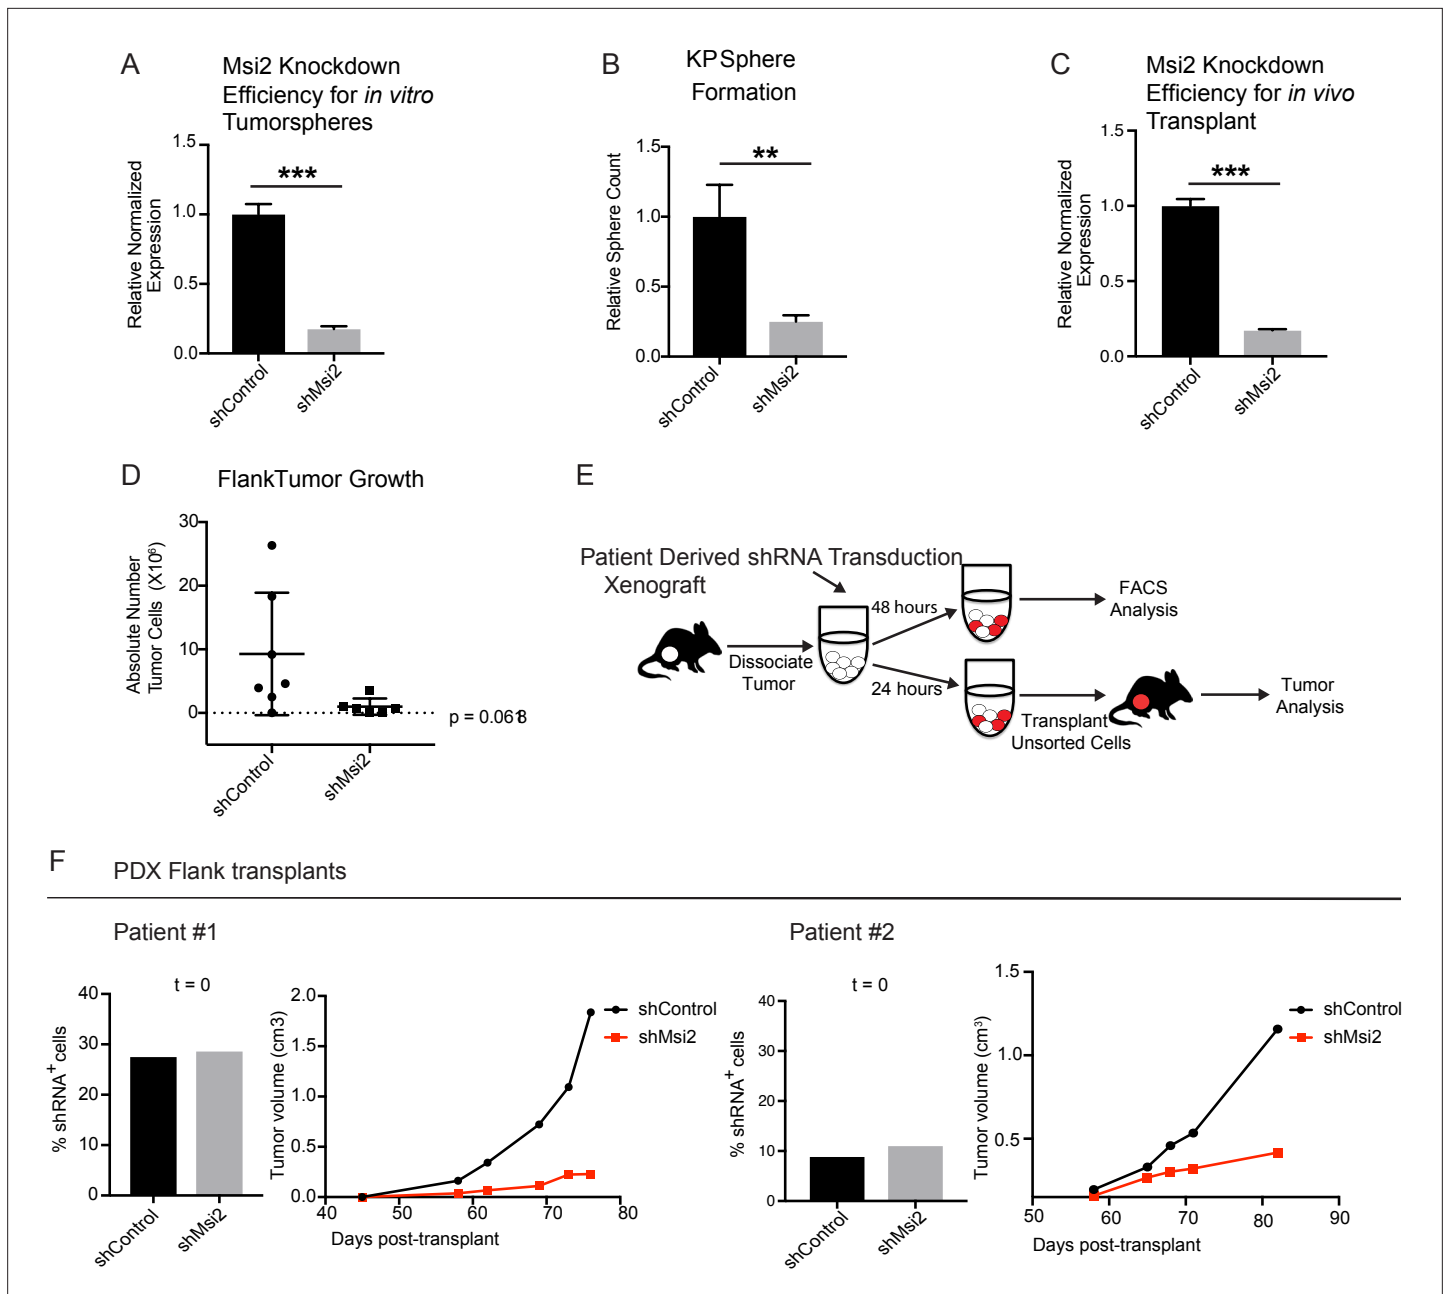 A
Msi2 Knockdown
Efficiency for in vitro
Tumorspheres
Relative Normalized
Expression
1.5
1.0
0.5
0.0
***
shControl
shMsi2
B
KPSphere
Formation
Relative Sphere Count
1.5
1.0
0.5
0.0
**
shControl
shMsi2
C
Msi2 Knockdown
Efficiency for in vivo
Transplant
Relative Normalized
Expression
1.5
1.0
0.5
0.0
***
shControl
shMsi2
D
FlankTumor Growth
Absolute Number
Tumor Cells (X10⁶)
30
20
10
0
p = 0.0618
shControl
shMsi2
E
Patient Derived shRNA Transduction
Xenograft
Dissociate
Tumor
48 hours
24 hours
FACS
Analysis
Transplant
Unsorted Cells
Tumor
Analysis
F
PDX Flank transplants
Patient #1
t = 0
% shRNA⁺ cells
40
30
20
10
0
shControl
shMsi2
Tumor volume (cm3)
2.0
1.5
1.0
0.5
0.0
40 50 60 70 80
Days post-transplant
shControl
shMsi2
Patient #2
t = 0
% shRNA⁺ cells
40
30
20
10
0
shControl
shMsi2
Tumor volume (cm³)
1.5
1.0
0.5
50 60 70 80 90
Days post-transplant
shControl
shMsi2